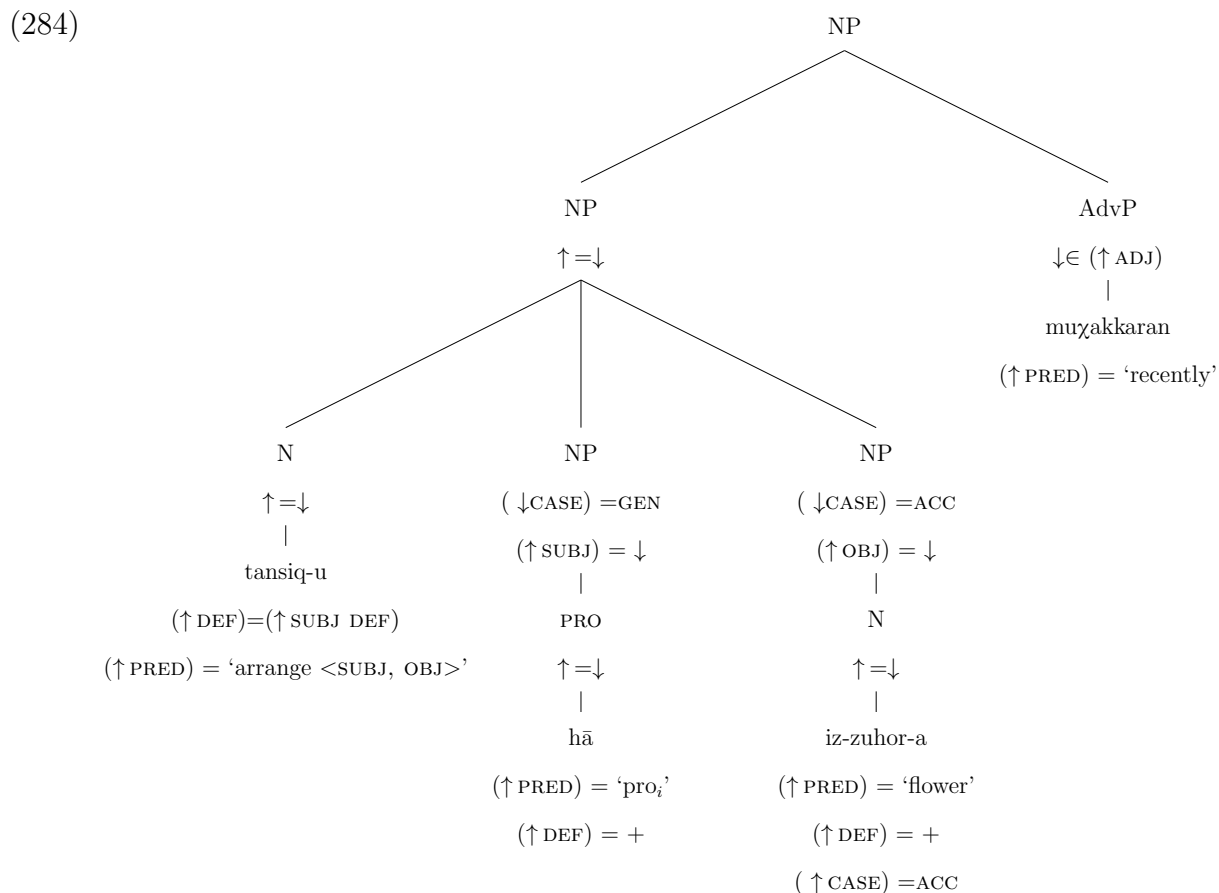 (284)
NP
NP AdvP
↑=↓ ↓∈ (↑ ADJ)
muχakkaran
(↑ PRED) = ‘recently’
N NP NP
↑=↓ ( ↓CASE) =GEN ( ↓CASE) =ACC
(↑ SUBJ) = ↓ (↑ OBJ) = ↓
tansiq-u
(↑ DEF)=(↑ SUBJ DEF) PRO N
(↑ PRED) = ‘arrange <SUBJ, OBJ>’ ↑=↓ ↑=↓
hā iz-zuhor-a
(↑ PRED) = ‘proᵢ’ (↑ PRED) = ‘flower’
(↑ DEF) = + (↑ DEF) = +
( ↑ CASE) =ACC